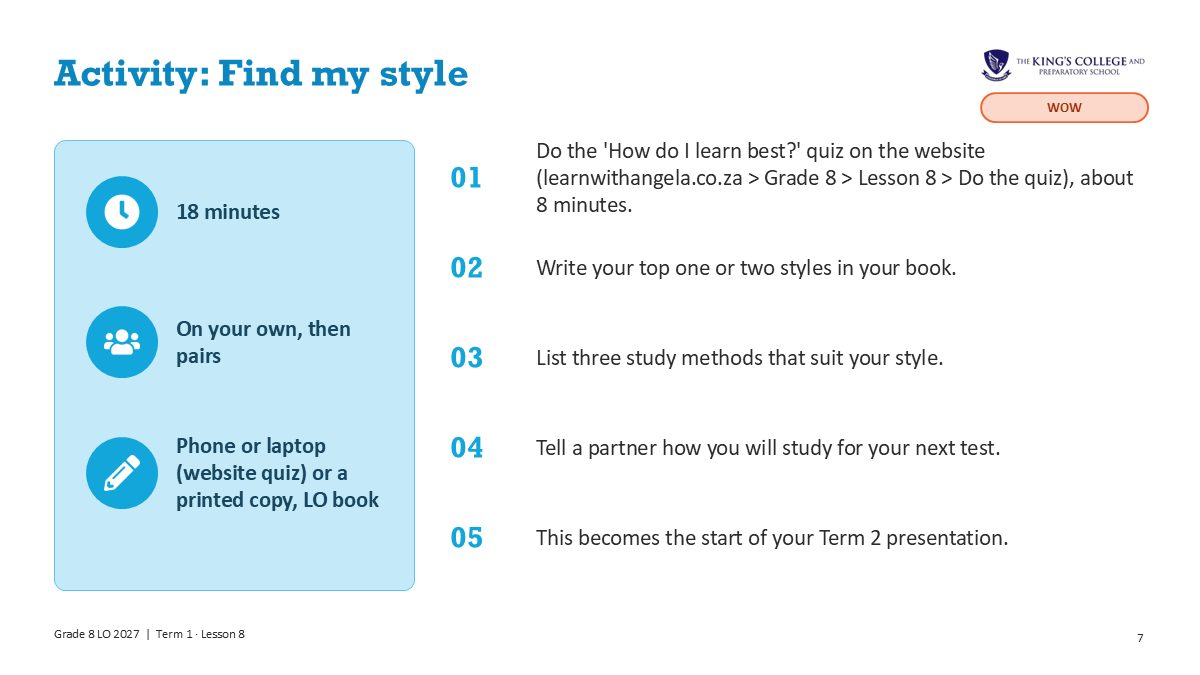 Activity: Find my style
THE KING'S COLLEGE AND
PREPARATORY SCHOOL
WOW
18 minutes
On your own, then
pairs
Phone or laptop
(website quiz) or a
printed copy, LO book
01
Do the 'How do I learn best?' quiz on the website
(learnwithangela.co.za > Grade 8 > Lesson 8 > Do the quiz), about
8 minutes.
02
Write your top one or two styles in your book.
03
List three study methods that suit your style.
04
Tell a partner how you will study for your next test.
05
This becomes the start of your Term 2 presentation.
Grade 8 LO 2027 | Term 1 · Lesson 8
7